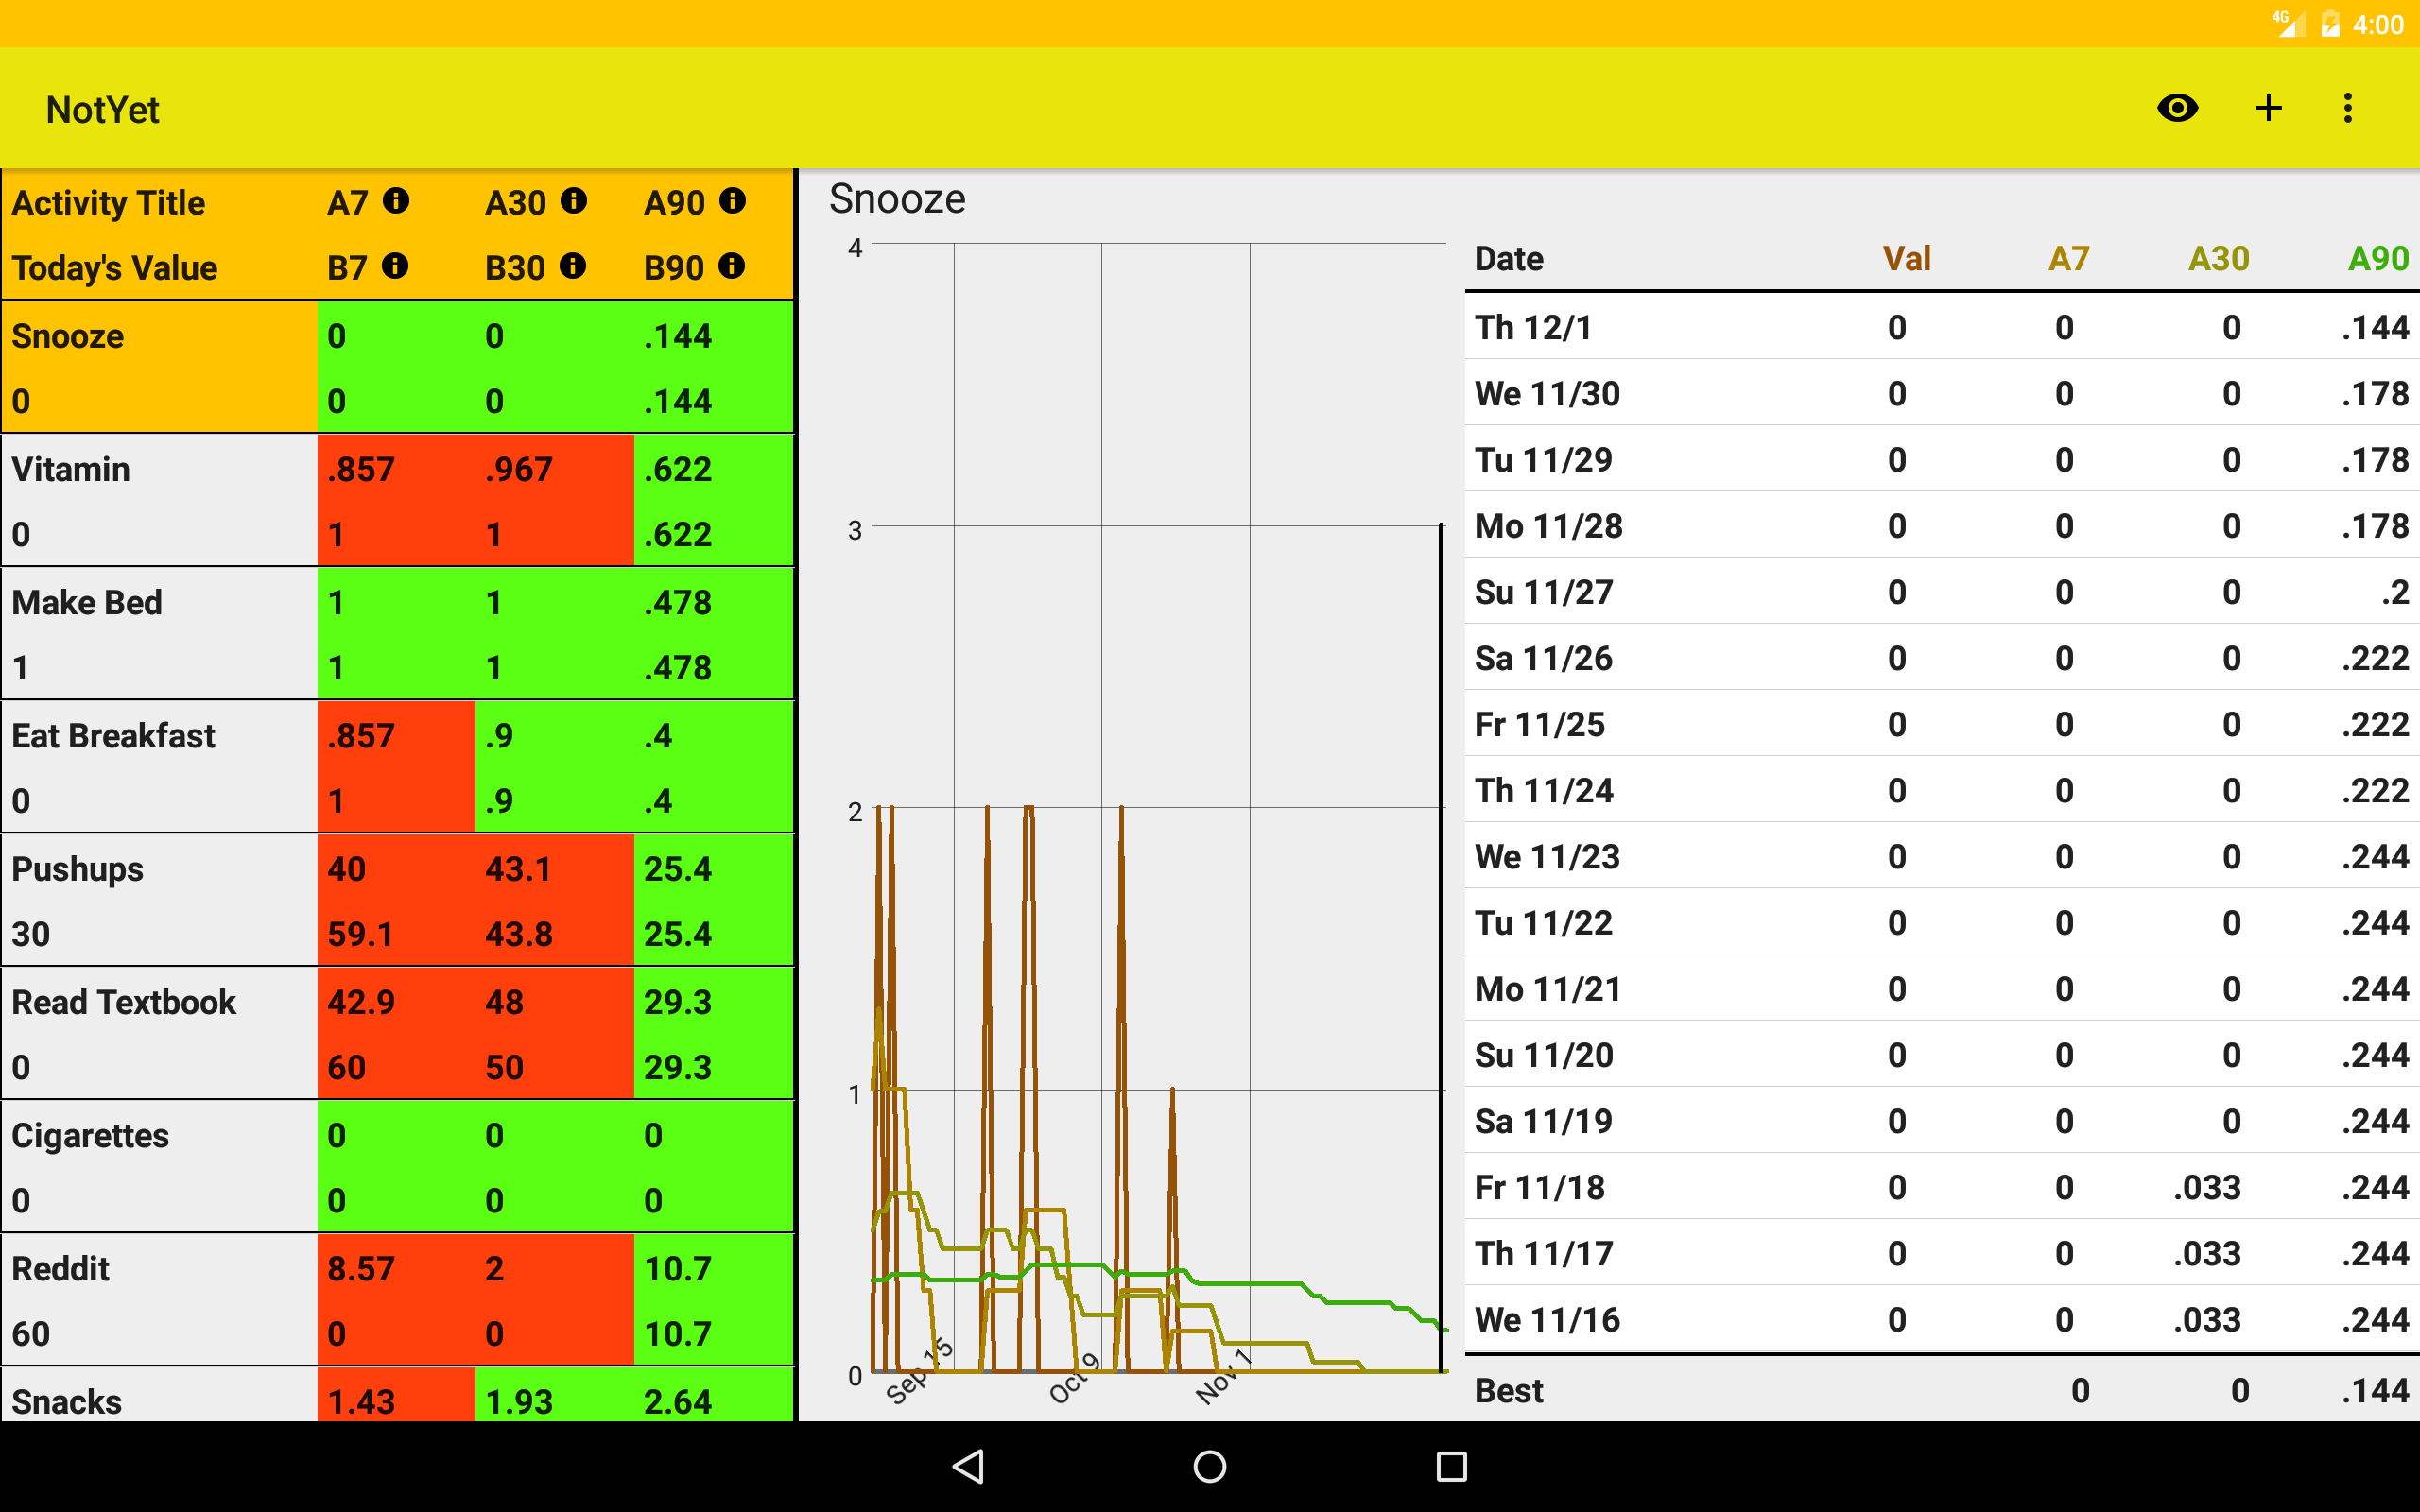 4G 4:00
NotYet
Activity Title A7 A30 A90
Today's Value B7 B30 B90
Snooze 0 0 .144
0 0 0 .144
Vitamin .857 .967 .622
0 1 1 .622
Make Bed 1 1 .478
1 1 1 .478
Eat Breakfast .857 .9 .4
0 1 .9 .4
Pushups 40 43.1 25.4
30 59.1 43.8 25.4
Read Textbook 42.9 48 29.3
0 60 50 29.3
Cigarettes 0 0 0
0 0 0 0
Reddit 8.57 2 10.7
60 0 0 10.7
Snacks 1.43 1.93 2.64
Snooze
4
3
2
1
0
Sep 15 Oct 9 Nov 1
Date Val A7 A30 A90
Th 12/1 0 0 0 .144
We 11/30 0 0 0 .178
Tu 11/29 0 0 0 .178
Mo 11/28 0 0 0 .178
Su 11/27 0 0 0 .2
Sa 11/26 0 0 0 .222
Fr 11/25 0 0 0 .222
Th 11/24 0 0 0 .222
We 11/23 0 0 0 .244
Tu 11/22 0 0 0 .244
Mo 11/21 0 0 0 .244
Su 11/20 0 0 0 .244
Sa 11/19 0 0 0 .244
Fr 11/18 0 0 .033 .244
Th 11/17 0 0 .033 .244
We 11/16 0 0 .033 .244
Best 0 0 .144